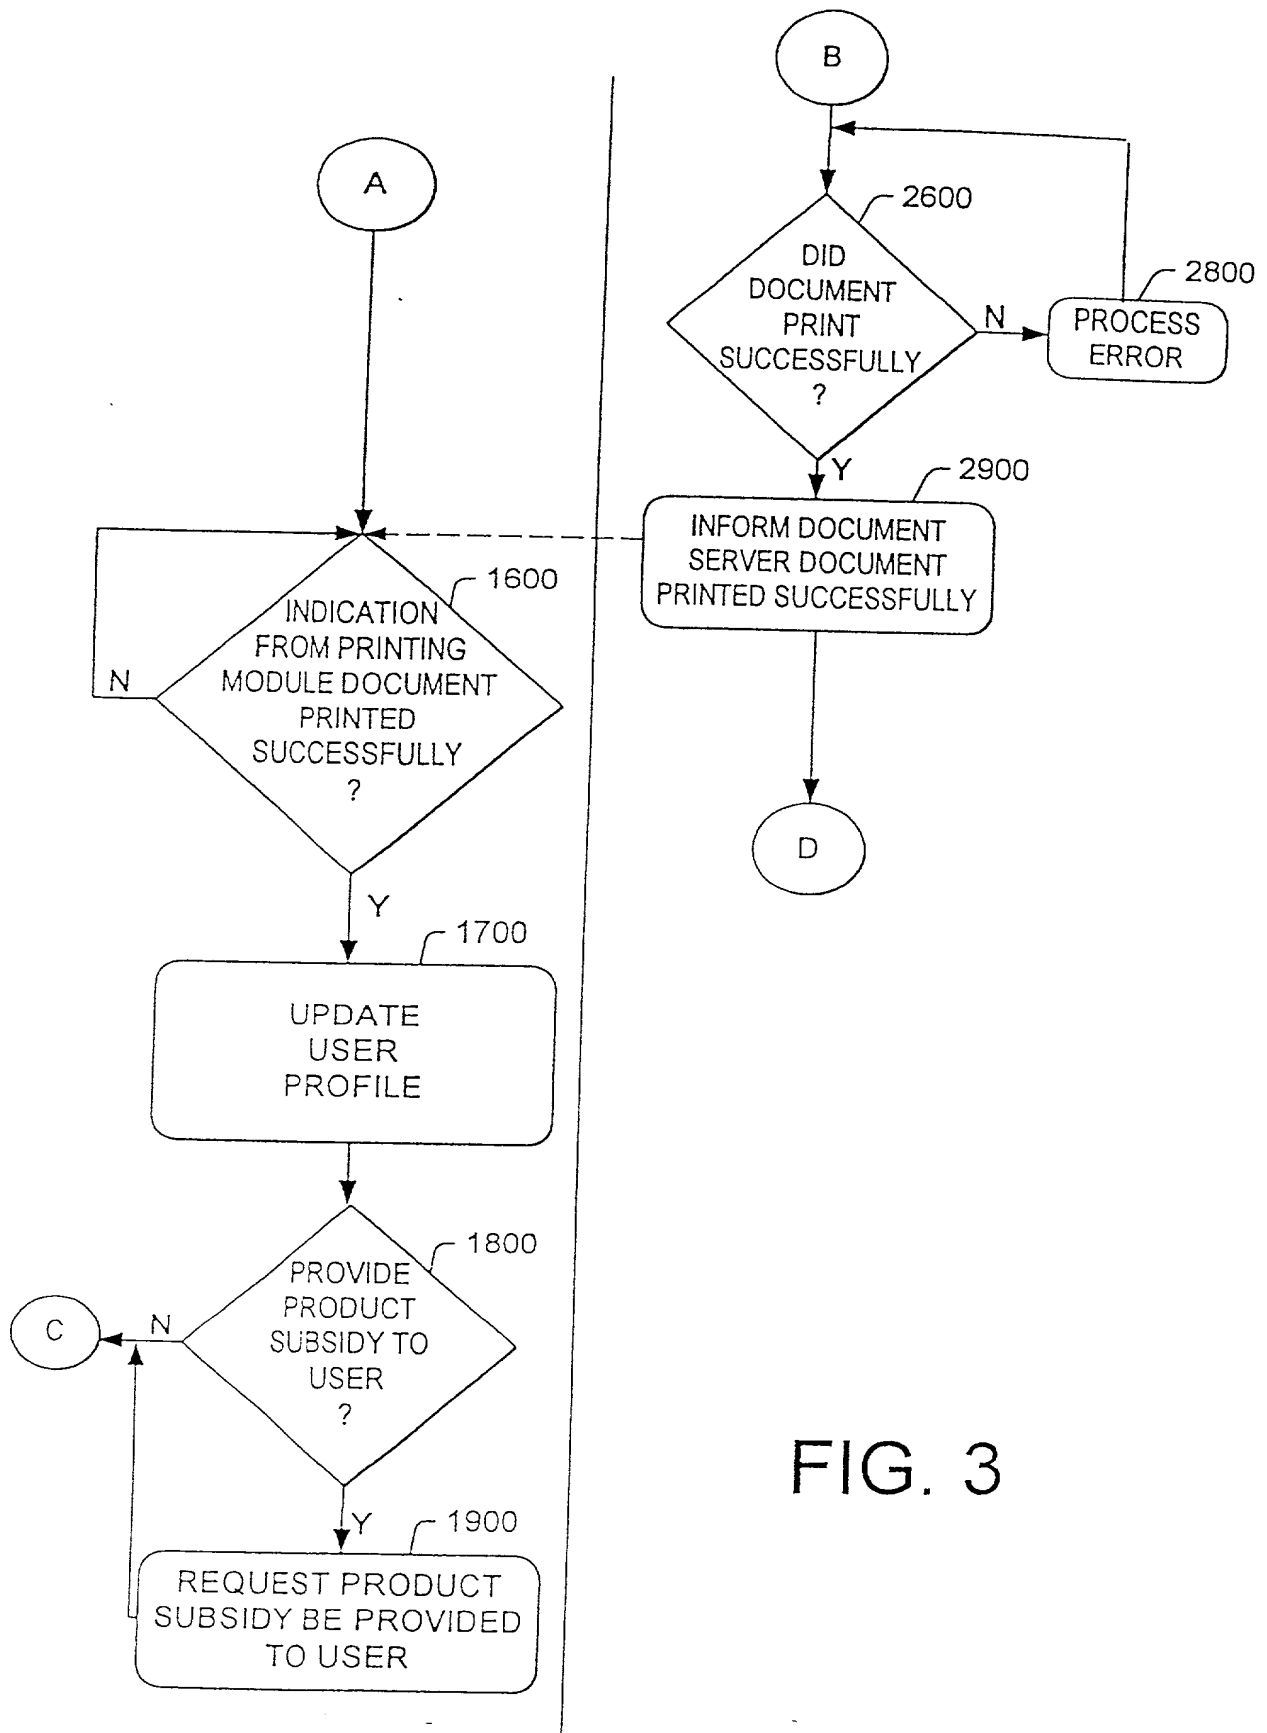 A
1600
INDICATION
FROM PRINTING
MODULE DOCUMENT
PRINTED
SUCCESSFULLY
?
N
Y
1700
UPDATE
USER
PROFILE
1800
PROVIDE
PRODUCT
SUBSIDY TO
USER
?
N
C
Y
1900
REQUEST PRODUCT
SUBSIDY BE PROVIDED
TO USER
B
2600
DID
DOCUMENT
PRINT
SUCCESSFULLY
?
N
2800
PROCESS
ERROR
Y
2900
INFORM DOCUMENT
SERVER DOCUMENT
PRINTED SUCCESSFULLY
D
FIG. 3